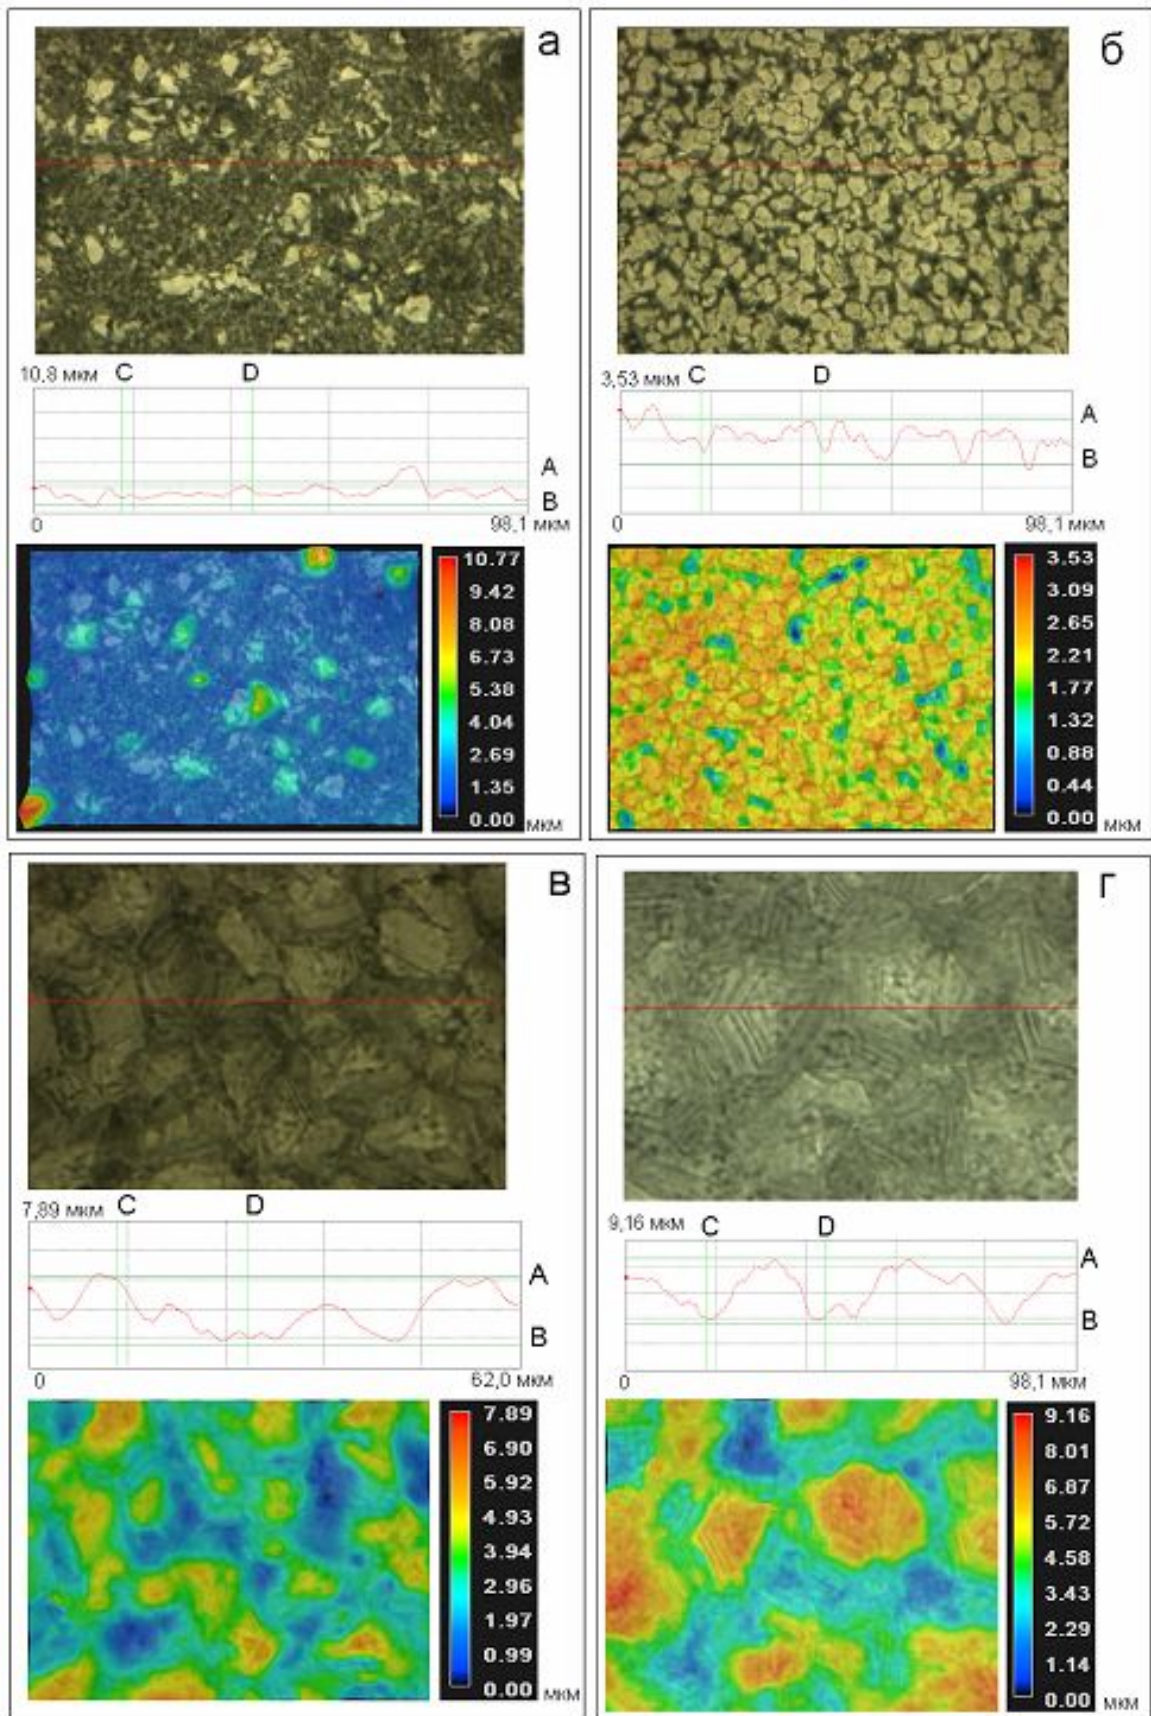 а
10,8 мкм C D
A
B
0 98,1 мкм
10.77
9.42
8.08
6.73
5.38
4.04
2.69
1.35
0.00 мкм
б
3,53 мкм C D
A
B
0 98,1 мкм
3.53
3.09
2.65
2.21
1.77
1.32
0.88
0.44
0.00 мкм
в
7,89 мкм C D
A
B
0 62,0 мкм
7.89
6.90
5.92
4.93
3.94
2.96
1.97
0.99
0.00 мкм
г
9,16 мкм C D
A
B
0 98,1 мкм
9.16
8.01
6.87
5.72
4.58
3.43
2.29
1.14
0.00 мкм